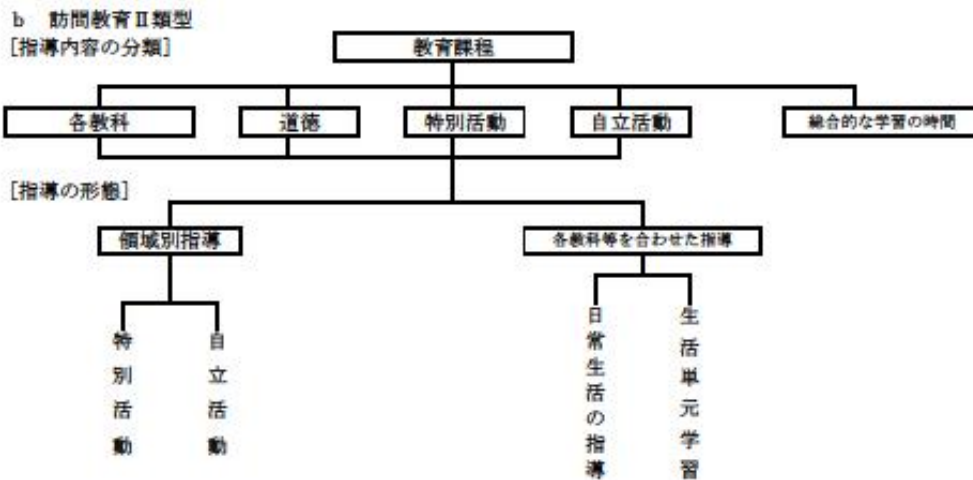 b 訪問教育Ⅱ類型
[指導内容の分類]
教育課程
各教科
道徳
特別活動
自立活動
総合的な学習の時間
[指導の形態]
領域別指導
各教科等を合わせた指導
特別活動
自立活動
日常生活の指導
生活単元学習